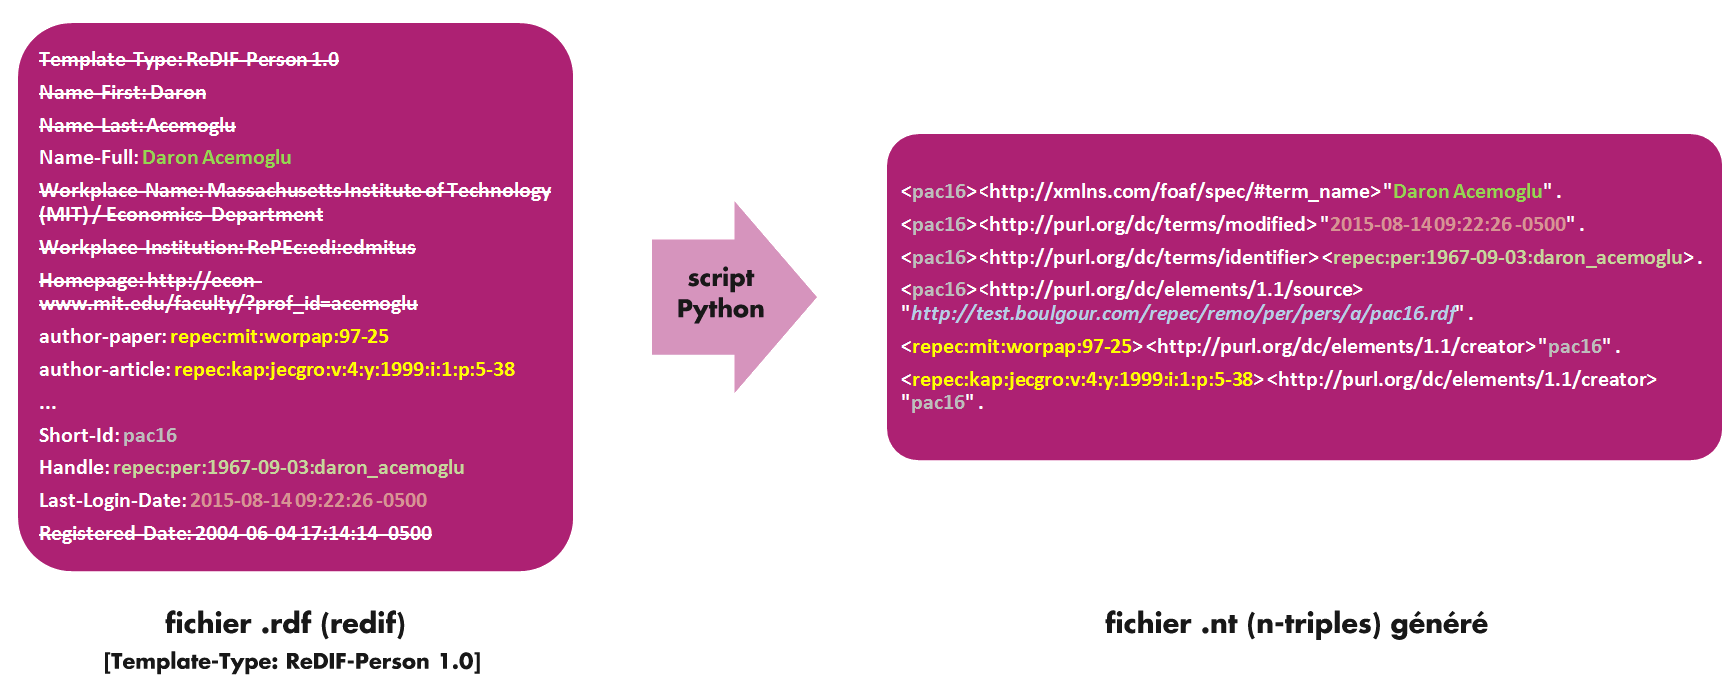 Template-Type: ReDIF-Person 1.0
Name-First: Daron
Name-Last: Acemoglu
Name-Full: Daron Acemoglu
Workplace-Name: Massachusetts Institute of Technology
(MIT) / Economics Department
Workplace-Institution: RePEc:edi:edmitus
Homepage: http://econ-
www.mit.edu/faculty/?prof_id=acemoglu
author-paper: repec:mit:worpap:97-25
author-article: repec:kap:jecgro:v:4:y:1999:i:1:p:5-38
...
Short-Id: pac16
Handle: repec:per:1967-09-03:daron_acemoglu
Last-Login-Date: 2015-08-14 09:22:26 -0500
Registered-Date: 2004-06-04 17:14:14 -0500
fichier .rdf (redif)
[Template-Type: ReDIF-Person 1.0]
script
Python
<pac16><http://xmlns.com/foaf/spec/#term_name>"Daron Acemoglu" .
<pac16><http://purl.org/dc/terms/modified>"2015-08-14 09:22:26 -0500" .
<pac16><http://purl.org/dc/terms/identifier><repec:per:1967-09-03:daron_acemoglu> .
<pac16><http://purl.org/dc/elements/1.1/source>
"http://test.boulgour.com/repec/remo/per/pers/a/pac16.rdf" .
<repec:mit:worpap:97-25><http://purl.org/dc/elements/1.1/creator>"pac16" .
<repec:kap:jecgro:v:4:y:1999:i:1:p:5-38><http://purl.org/dc/elements/1.1/creator>
"pac16" .
fichier .nt (n-triples) généré